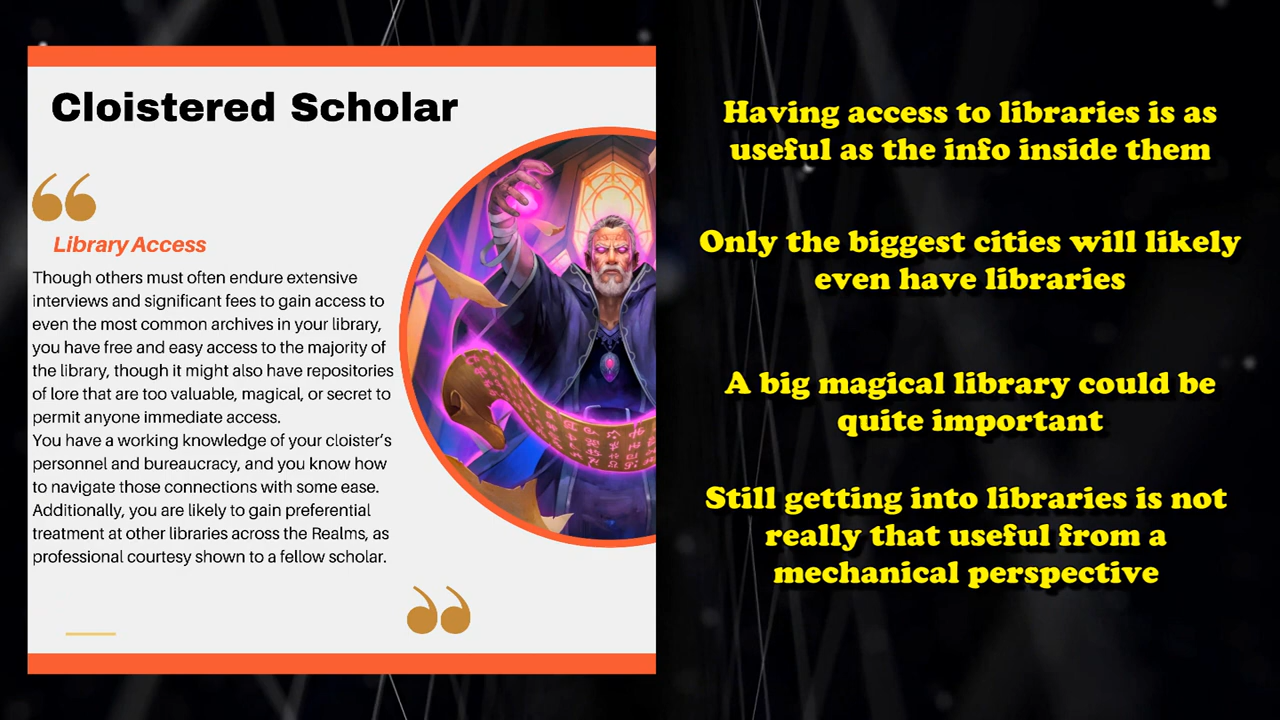 Cloistered Scholar
“
Library Access
Though others must often endure extensive
interviews and significant fees to gain access to
even the most common archives in your library,
you have free and easy access to the majority of
the library, though it might also have repositories
of lore that are too valuable, magical, or secret to
permit anyone immediate access.
You have a working knowledge of your cloister’s
personnel and bureaucracy, and you know how
to navigate those connections with some ease.
Additionally, you are likely to gain preferential
treatment at other libraries across the Realms, as
professional courtesy shown to a fellow scholar.
”
Having access to libraries is as
useful as the info inside them
Only the biggest cities will likely
even have libraries
A big magical library could be
quite important
Still getting into libraries is not
really that useful from a
mechanical perspective